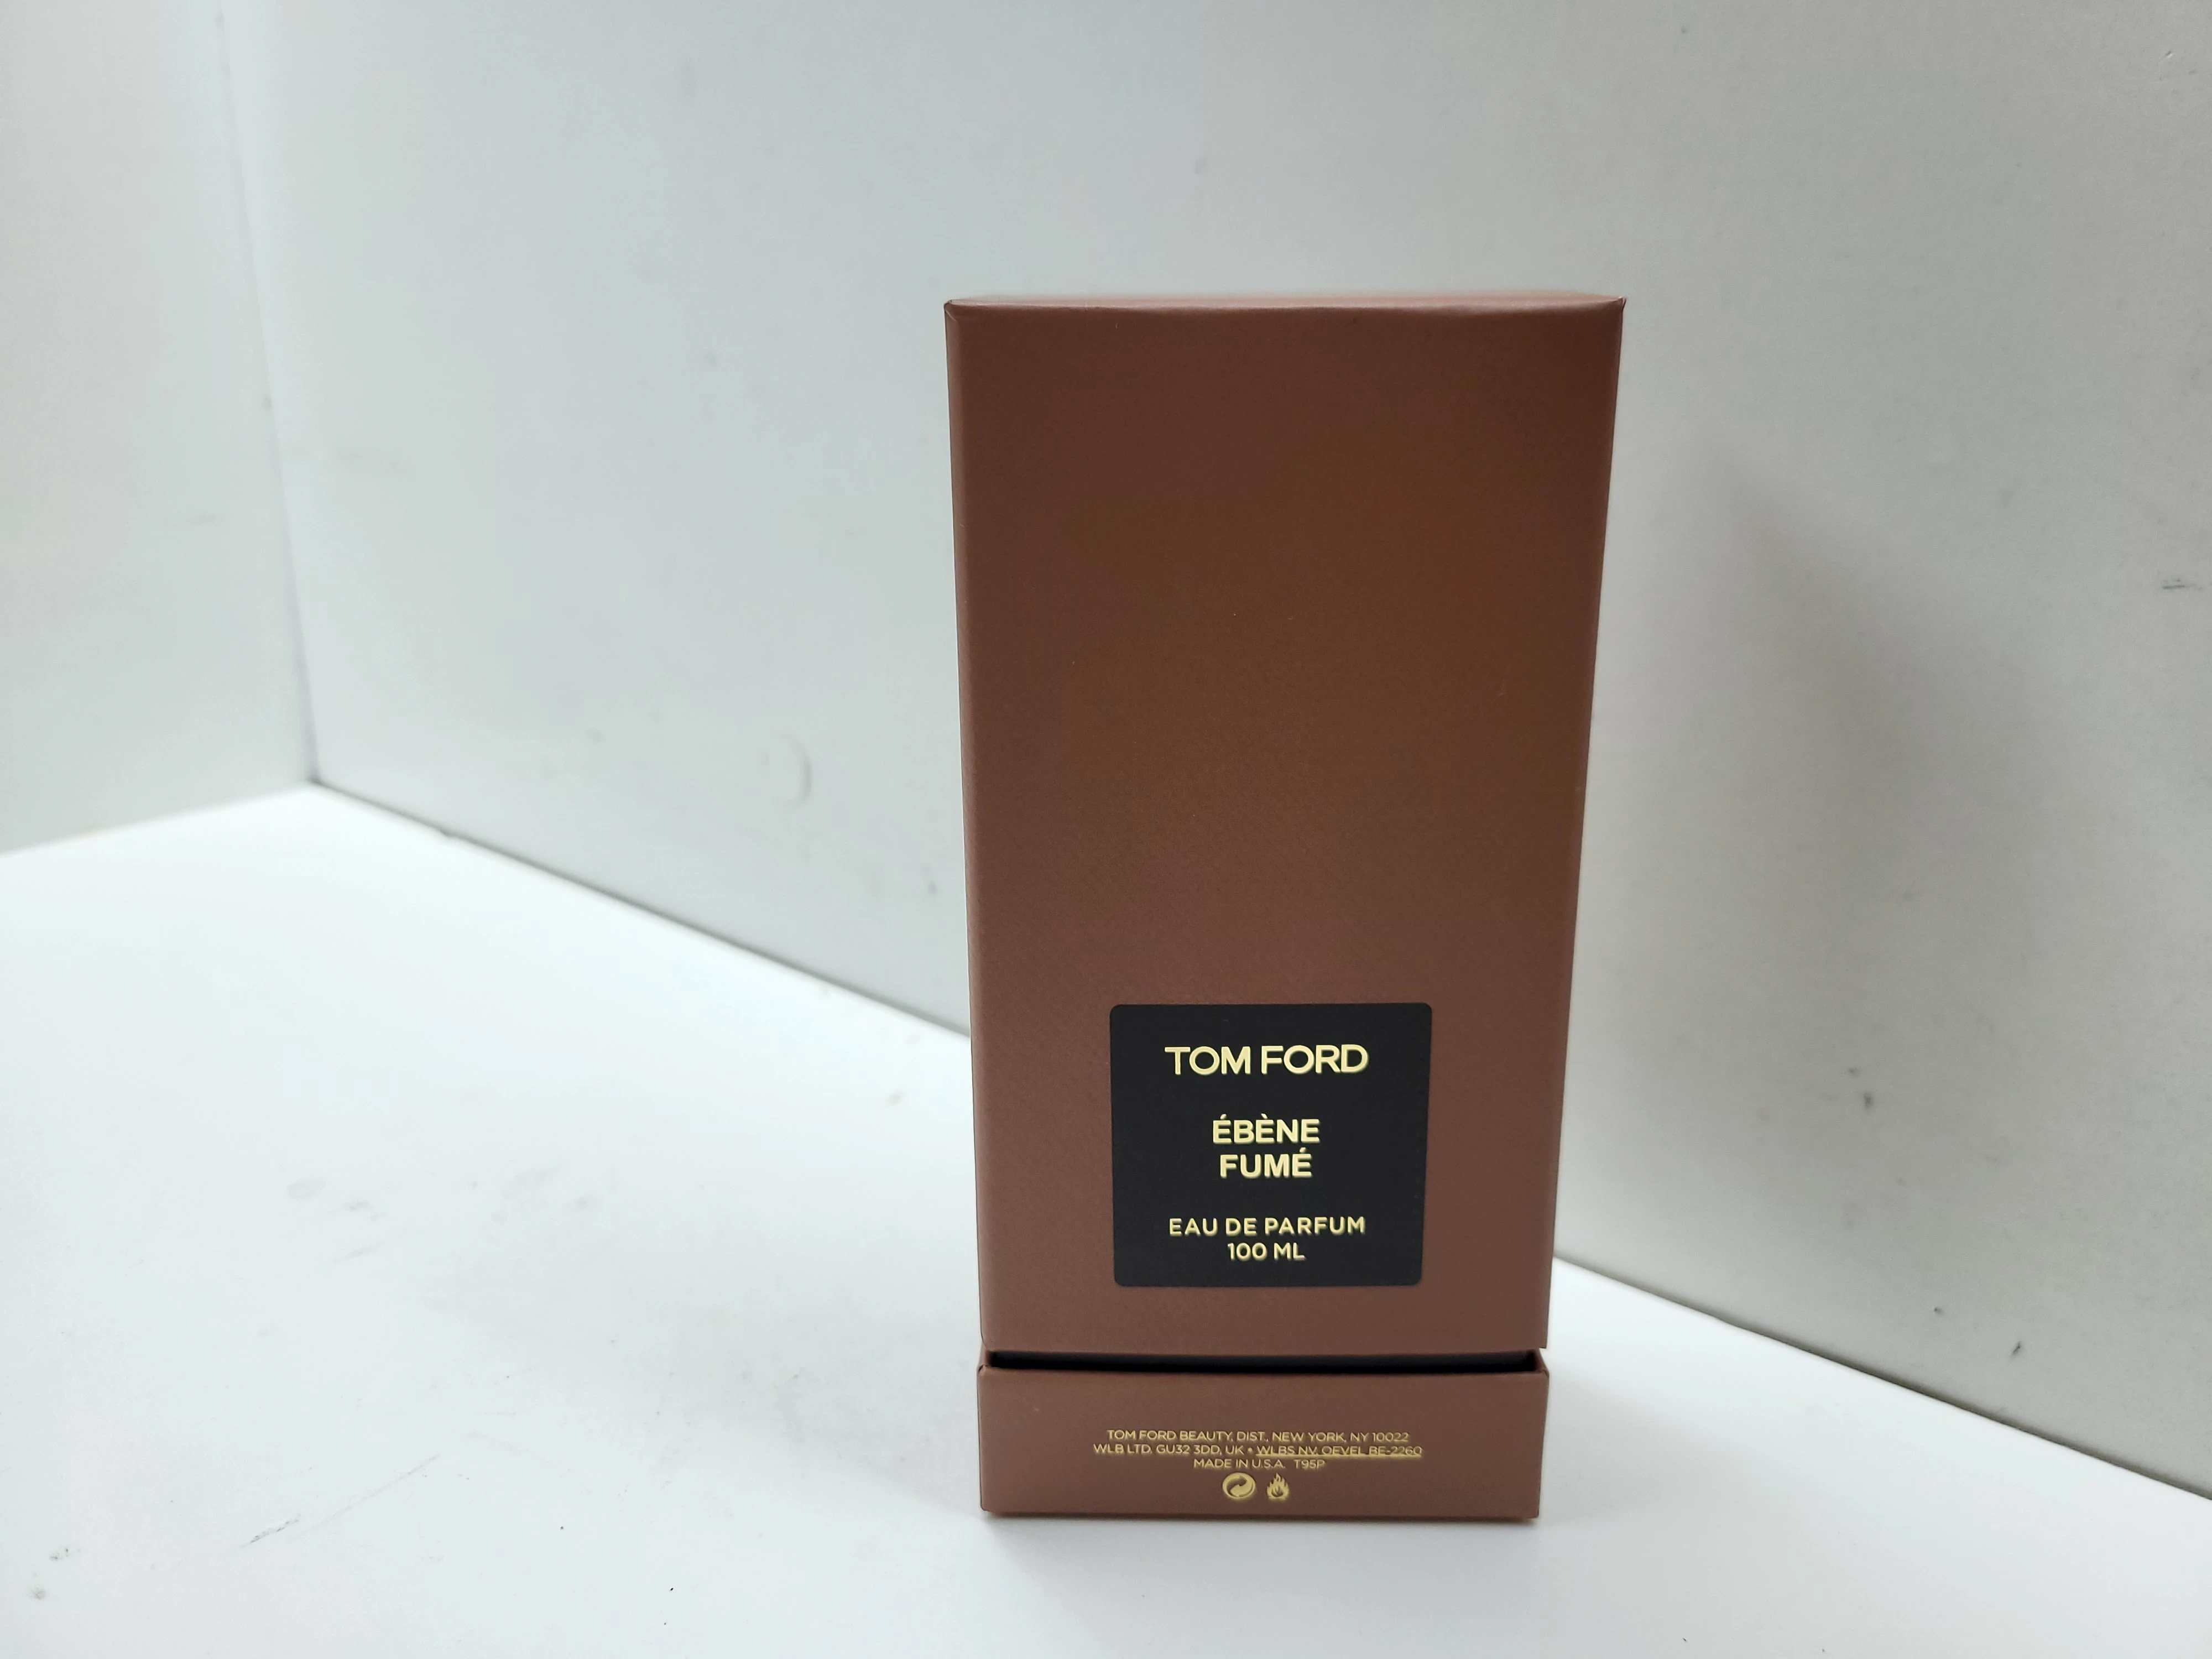 TOM FORD
ÉBÈNE
FUMÉ
EAU DE PARFUM
100 ML
TOM FORD BEAUTY, DIST., NEW YORK, NY 10022
WLB LTD. GU32 3DD, UK • WLBS NV. OEVEL BE-2260
MADE IN U.S.A. T95P